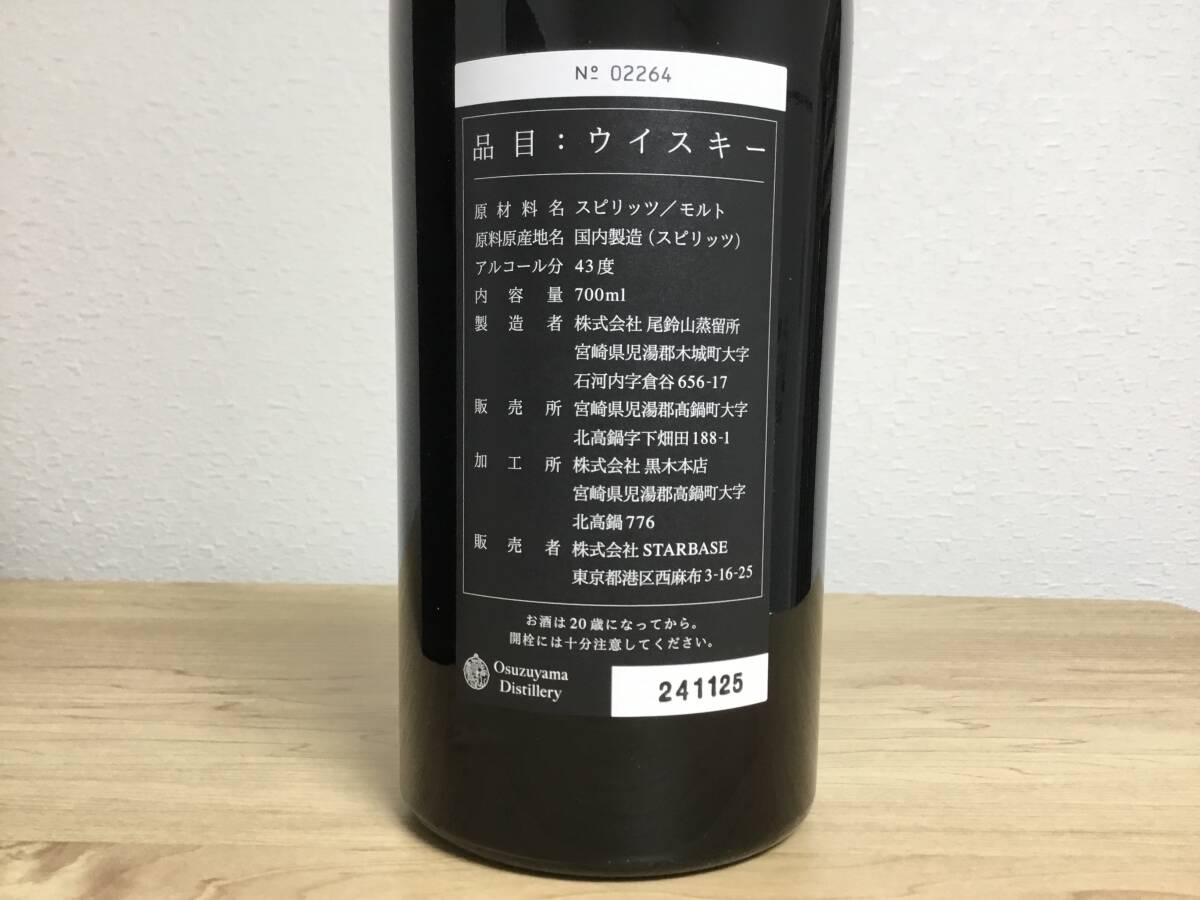 Nº 02264
品目：ウイスキー
原材料名 スピリッツ／モルト
原料原産地名 国内製造（スピリッツ）
アルコール分 43度
内容量 700ml
製造者 株式会社 尾鈴山蒸留所
宮崎県児湯郡木城町大字
石河内字倉谷656-17
販売所 宮崎県児湯郡高鍋町大字
北高鍋字下畑田188-1
加工所 株式会社 黒木本店
宮崎県児湯郡高鍋町大字
北高鍋776
販売者 株式会社 STARBASE
東京都港区西麻布3-16-25
お酒は20歳になってから。
開栓には十分注意してください。
Osuzuyama
Distillery
241125